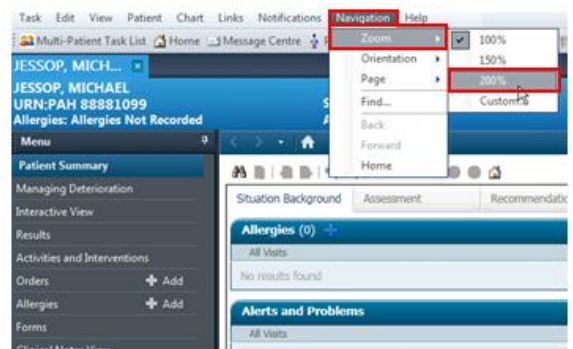 Task Edit View Patient Chart Links Notifications Navigation Help
Multi-Patient Task List Home Message Centre
Zoom
100%
150%
200%
Custom%
Orientation
Page
Find...
Back
Forward
Home
JESSOP, MICH...
JESSOP, MICHAEL
URN:PAH 88881099
Allergies: Allergies Not Recorded
Menu
Patient Summary
Managing Deterioration
Interactive View
Results
Activities and Interventions
Orders + Add
Allergies + Add
Forms
Situation Background Assessment
Allergies (0) +
All Visits
No results found
Alerts and Problems
All Visits